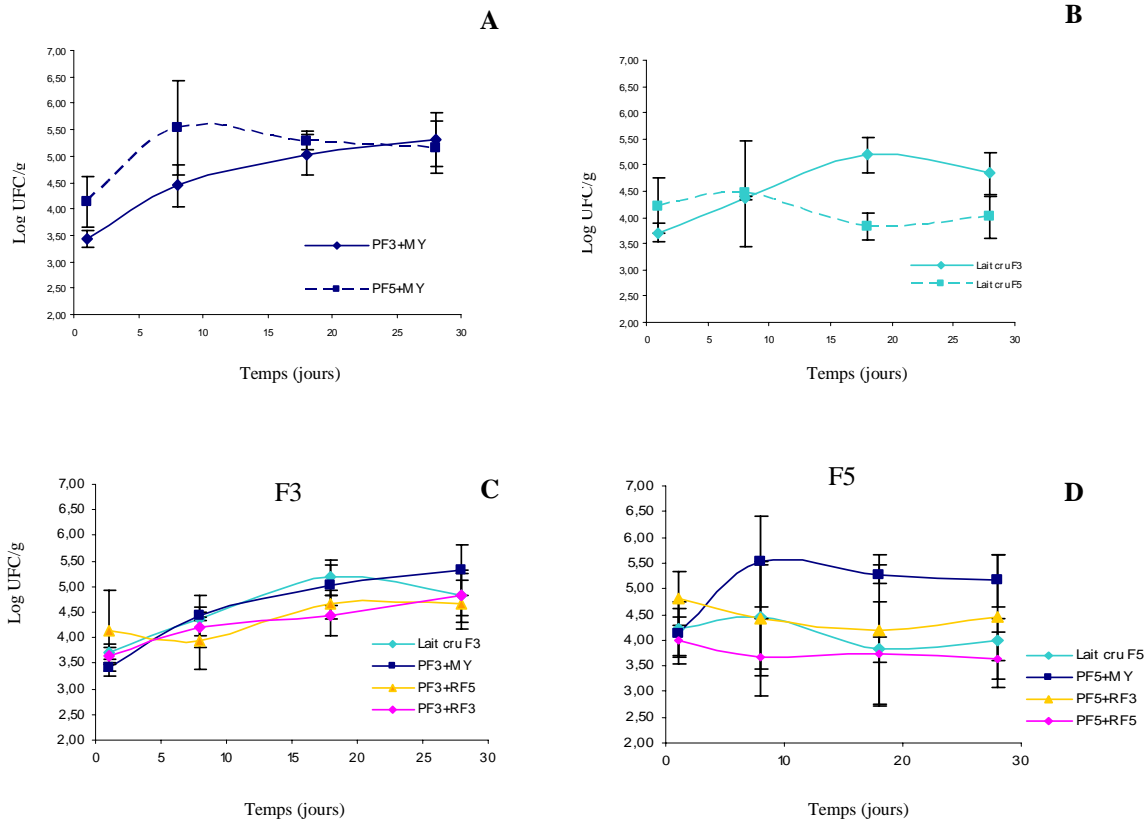 A
7,00
6,50
6,00
5,50
5,00
4,50
4,00
3,50
3,00
2,50
2,00
Log UFC/g
0 5 10 15 20 25 30
Temps (jours)
PF3+MY
PF5+MY
B
7,00
6,50
6,00
5,50
5,00
4,50
4,00
3,50
3,00
2,50
2,00
Log UFC/g
0 5 10 15 20 25 30
Temps (jours)
Lait cru F3
Lait cru F5
F3
C
7,00
6,50
6,00
5,50
5,00
4,50
4,00
3,50
3,00
2,50
2,00
Log UFC/g
0 5 10 15 20 25 30
Temps (jours)
Lait cru F3
PF3+MY
PF3+RF5
PF3+RF3
F5
D
7,00
6,50
6,00
5,50
5,00
4,50
4,00
3,50
3,00
2,50
2,00
0 10 20 30
Temps (jours)
Lait cru F5
PF5+MY
PF5+RF3
PF5+RF5